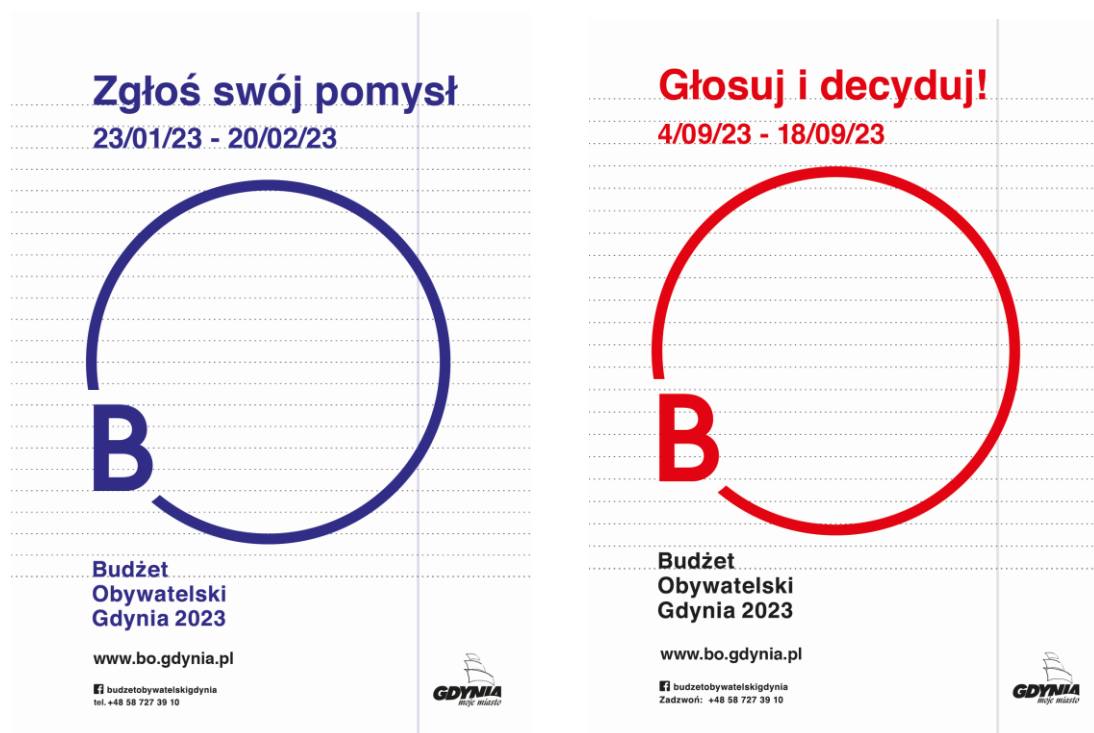 Zgłoś swój pomysł
23/01/23 - 20/02/23
B
Budżet
Obywatelski
Gdynia 2023
www.bo.gdynia.pl
budzetobywatelskigdynia
tel. +48 58 727 39 10
GDYNIA
moje miasto
Głosuj i decyduj!
4/09/23 - 18/09/23
B
Budżet
Obywatelski
Gdynia 2023
www.bo.gdynia.pl
budzetobywatelskigdynia
Zadzwoń: +48 58 727 39 10
GDYNIA
moje miasto